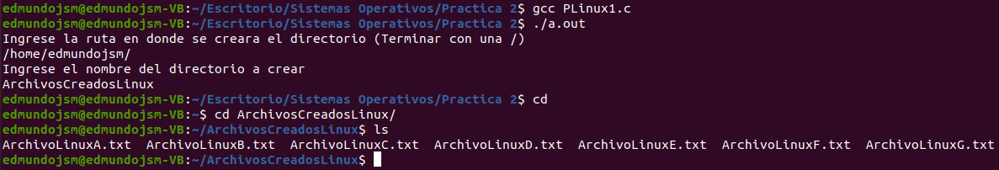 edmundojsm@edmundojsm-VB:~/Escritorio/Sistemas Operativos/Practica 2$ gcc PLinux1.c
edmundojsm@edmundojsm-VB:~/Escritorio/Sistemas Operativos/Practica 2$ ./a.out
Ingrese la ruta en donde se creara el directorio (Terminar con una /)
/home/edmundojsm/
Ingrese el nombre del directorio a crear
ArchivosCreadosLinux
edmundojsm@edmundojsm-VB:~/Escritorio/Sistemas Operativos/Practica 2$ cd
edmundojsm@edmundojsm-VB:~$ cd ArchivosCreadosLinux/
edmundojsm@edmundojsm-VB:~/ArchivosCreadosLinux$ ls
ArchivoLinuxA.txt  ArchivoLinuxB.txt  ArchivoLinuxC.txt  ArchivoLinuxD.txt  ArchivoLinuxE.txt  ArchivoLinuxF.txt  ArchivoLinuxG.txt
edmundojsm@edmundojsm-VB:~/ArchivosCreadosLinux$